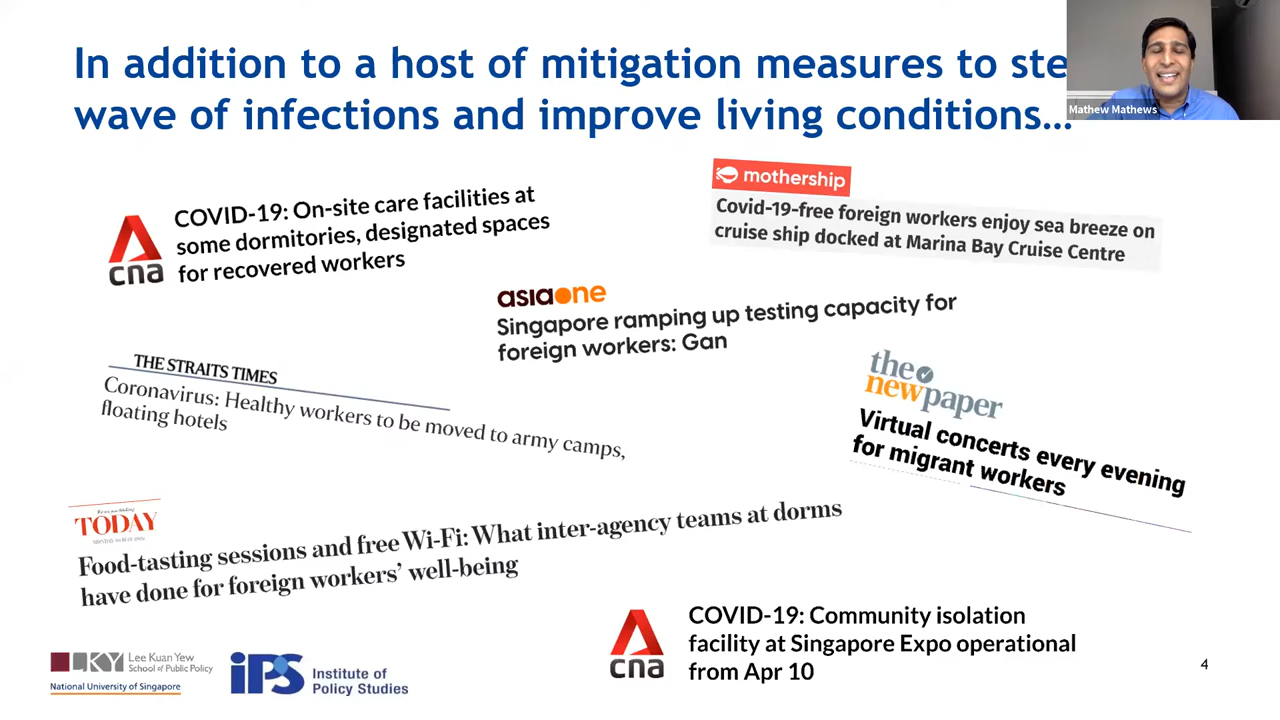 In addition to a host of mitigation measures to ste
wave of infections and improve living conditions…
Mathew Mathews
mothership
Covid-19-free foreign workers enjoy sea breeze on
cruise ship docked at Marina Bay Cruise Centre
cna
COVID-19: On-site care facilities at
some dormitories, designated spaces
for recovered workers
asiaone
Singapore ramping up testing capacity for
foreign workers: Gan
THE STRAITS TIMES
Coronavirus: Healthy workers to be moved to army camps,
floating hotels
the newpaper
Virtual concerts every evening
for migrant workers
TODAY
Food-tasting sessions and free Wi-Fi: What inter-agency teams at dorms
have done for foreign workers' well-being
cna
COVID-19: Community isolation
facility at Singapore Expo operational
from Apr 10
LKY
Lee Kuan Yew
School of Public Policy
National University of Singapore
iPS
Institute of
Policy Studies
4